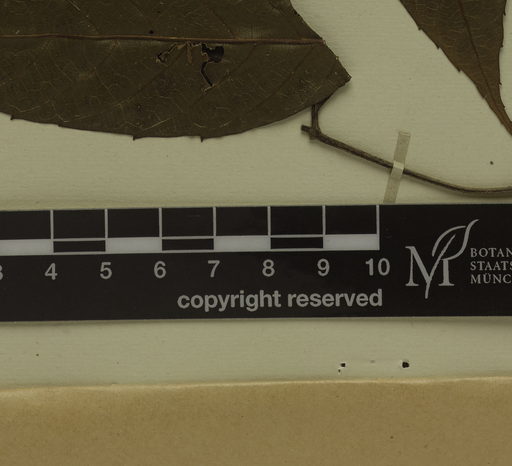 3 4 5 6 7 8 9 10
copyright reserved
M
BOTAN
STAATS
MÜNC